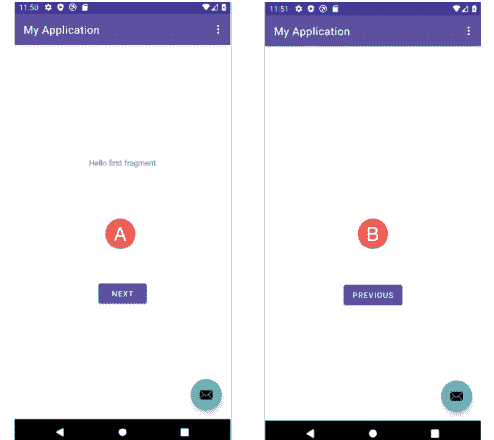 11:50
My Application
Hello first fragment
A
NEXT
11:51
My Application
B
PREVIOUS